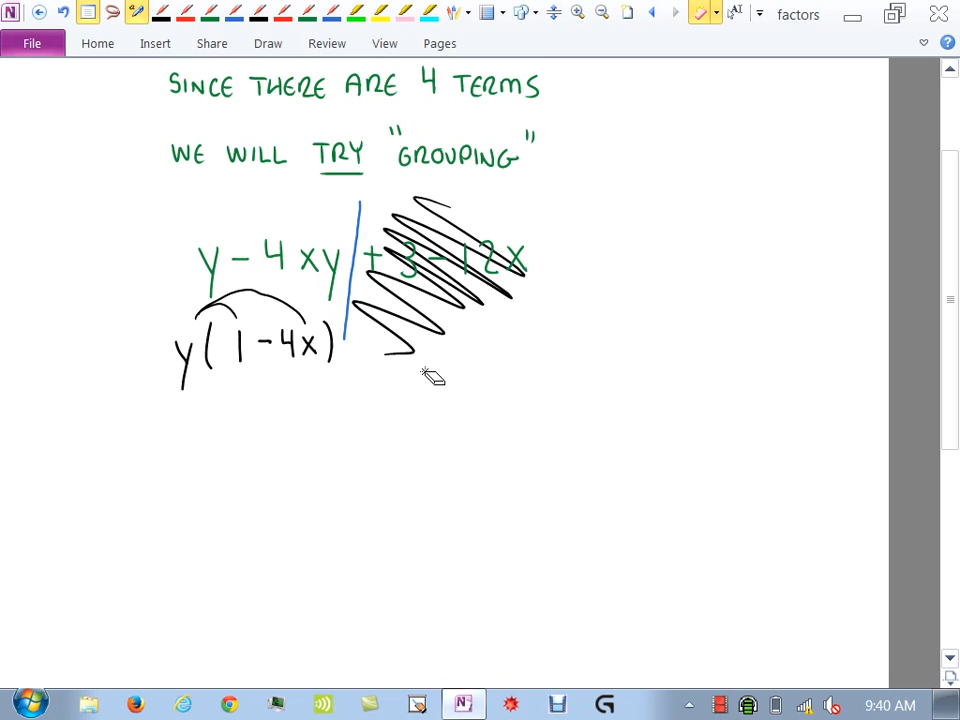 factors
File Home Insert Share Draw Review View Pages
SINCE THERE ARE 4 TERMS
WE WILL TRY "GROUPING"
y - 4xy + 3 - 12x
y(1 - 4x)
9:40 AM